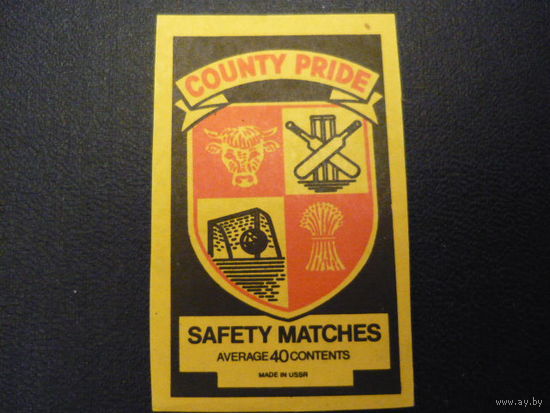 COUNTY PRIDE
SAFETY MATCHES
AVERAGE 40 CONTENTS
MADE IN USSR
www.ay.by